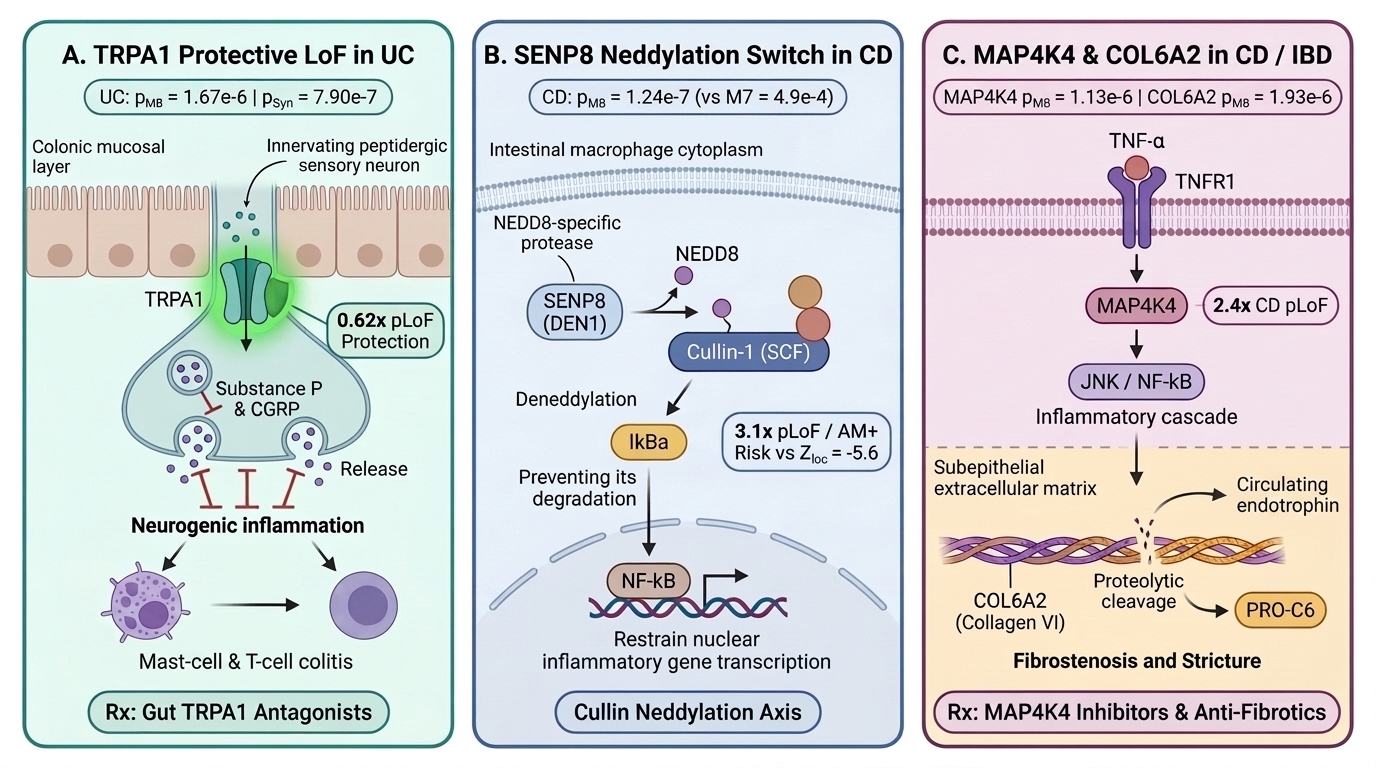 A. TRPA1 Protective LoF in UC
UC: pMB = 1.67e-6 | pSyn = 7.90e-7
Colonic mucosal
layer
Innervating peptidergic
sensory neuron
TRPA1
0.62x pLoF
Protection
Substance P
& CGRP
Release
Neurogenic inflammation
Mast-cell & T-cell colitis
Rx: Gut TRPA1 Antagonists
B. SENP8 Neddylation Switch in CD
CD: pM8 = 1.24e-7 (vs M7 = 4.9e-4)
Intestinal macrophage cytoplasm
NEDD8-specific
protease
NEDD8
SENP8
(DEN1)
Cullin-1 (SCF)
Deneddylation
IkBa
3.1x pLoF / AM+
Risk vs Zloc = -5.6
Preventing its
degradation
NF-kB
Restrain nuclear
inflammatory gene transcription
Cullin Neddylation Axis
C. MAP4K4 & COL6A2 in CD / IBD
MAP4K4 pM8 = 1.13e-6 | COL6A2 pM8 = 1.93e-6
TNF-α
TNFR1
MAP4K4
2.4x CD pLoF
JNK / NF-kB
Inflammatory cascade
Subepithelial
extracellular matrix
Circulating
endotrophin
COL6A2
(Collagen VI)
Proteolytic
cleavage
PRO-C6
Fibrostenosis and Stricture
Rx: MAP4K4 Inhibitors & Anti-Fibrotics